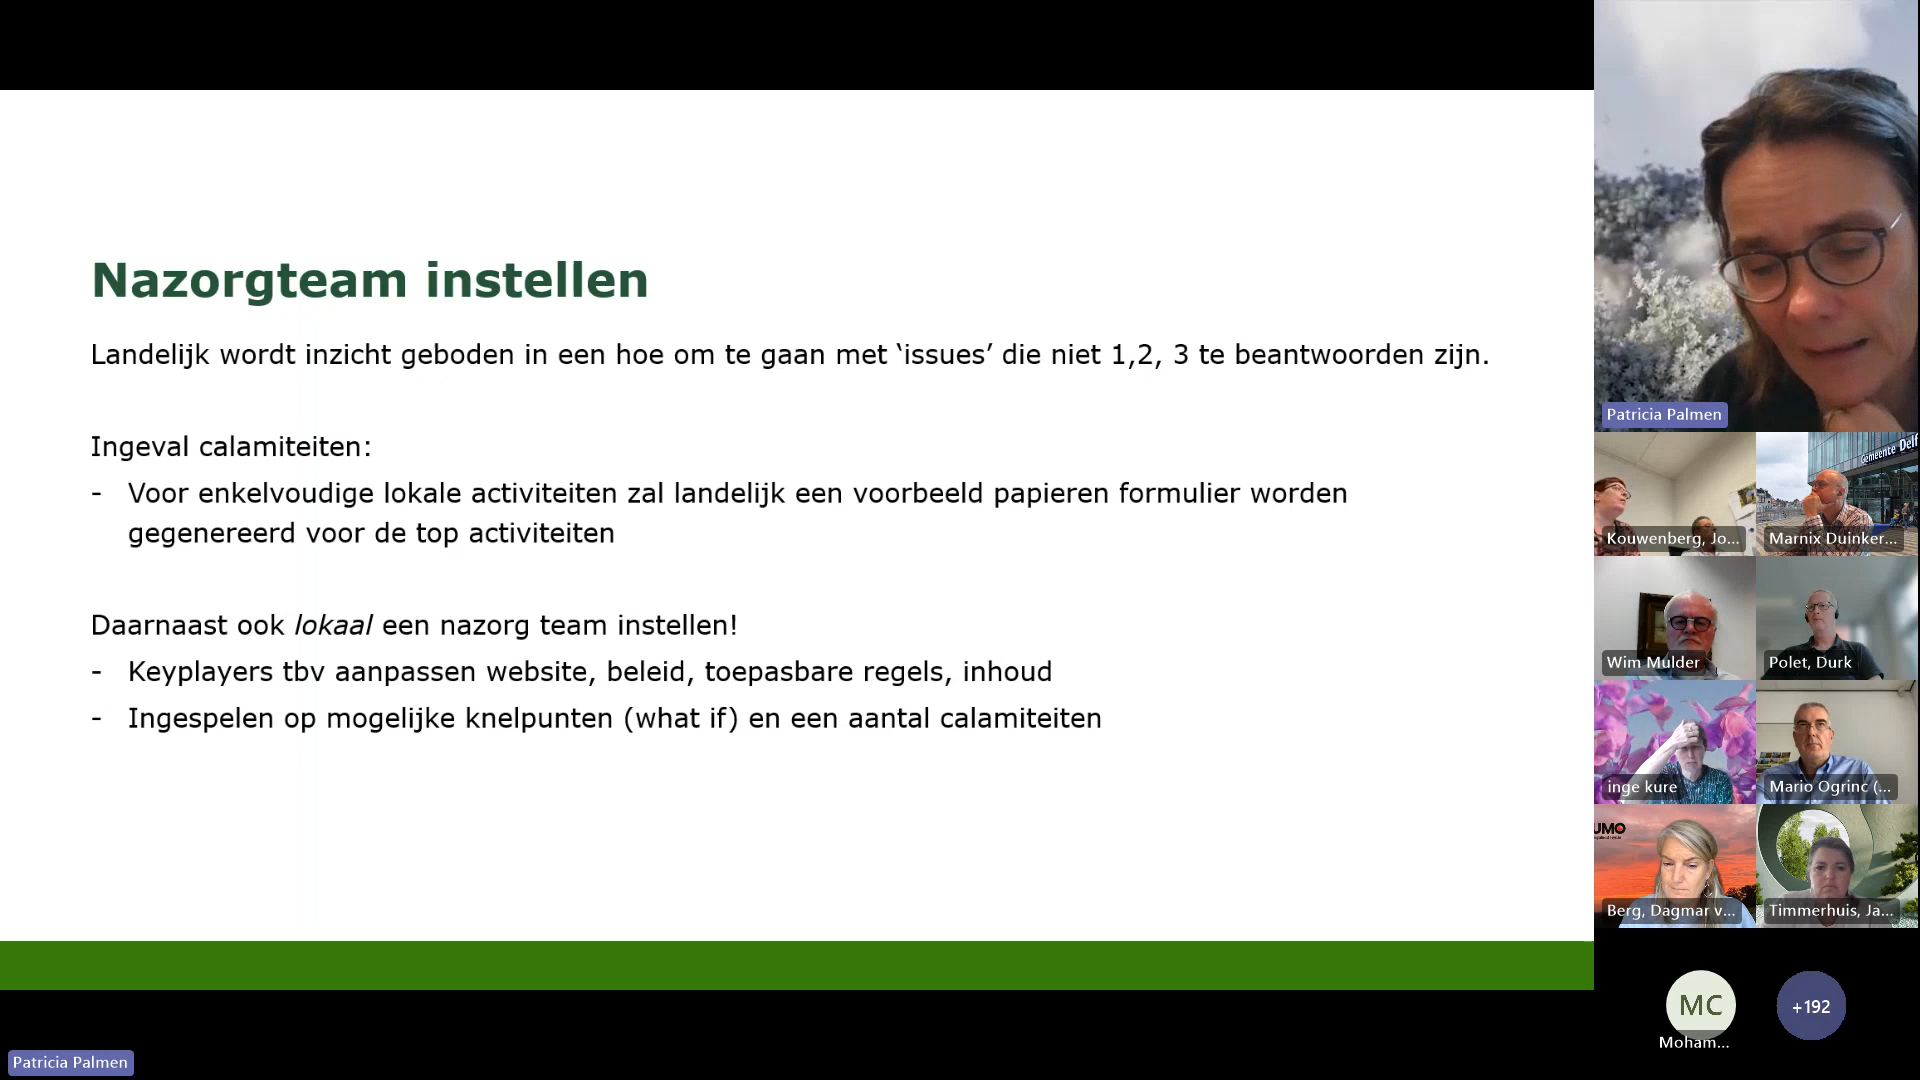 Nazorgteam instellen
Landelijk wordt inzicht geboden in een hoe om te gaan met ‘issues’ die niet 1,2, 3 te beantwoorden zijn.
Ingeval calamiteiten:
- Voor enkelvoudige lokale activiteiten zal landelijk een voorbeeld papieren formulier worden
gegenereerd voor de top activiteiten
Daarnaast ook lokaal een nazorg team instellen!
- Keyplayers tbv aanpassen website, beleid, toepasbare regels, inhoud
- Ingespelen op mogelijke knelpunten (what if) en een aantal calamiteiten
Patricia Palmen
Gemeente Delf
Kouwenberg, Jo...
Marnix Duinker...
Wim Mulder
Polet, Durk
inge kure
Mario Ogrinc (...
UMO
Berg, Dagmar v...
Timmerhuis, Ja...
MC
+192
Moham...
Patricia Palmen